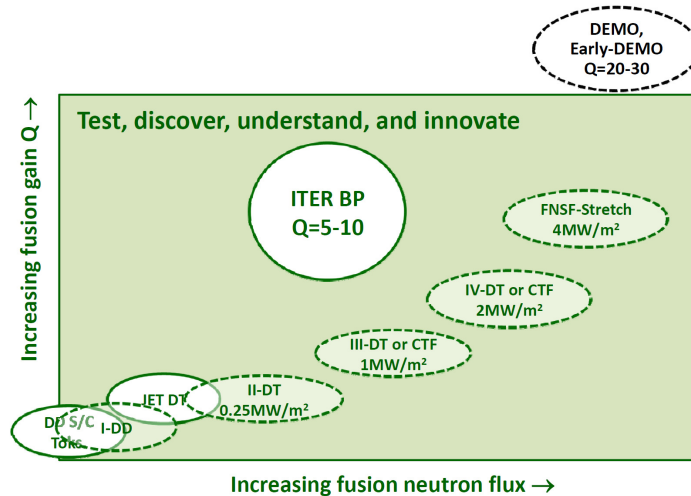 DEMO,
Early-DEMO
Q=20-30
Test, discover, understand, and innovate
Increasing fusion gain Q →
ITER BP
Q=5-10
FNSF-Stretch
4MW/m²
IV-DT or CTF
2MW/m²
III-DT or CTF
1MW/m²
JET DT
II-DT
0.25MW/m²
DD S/C
Toks
I-DD
Increasing fusion neutron flux →